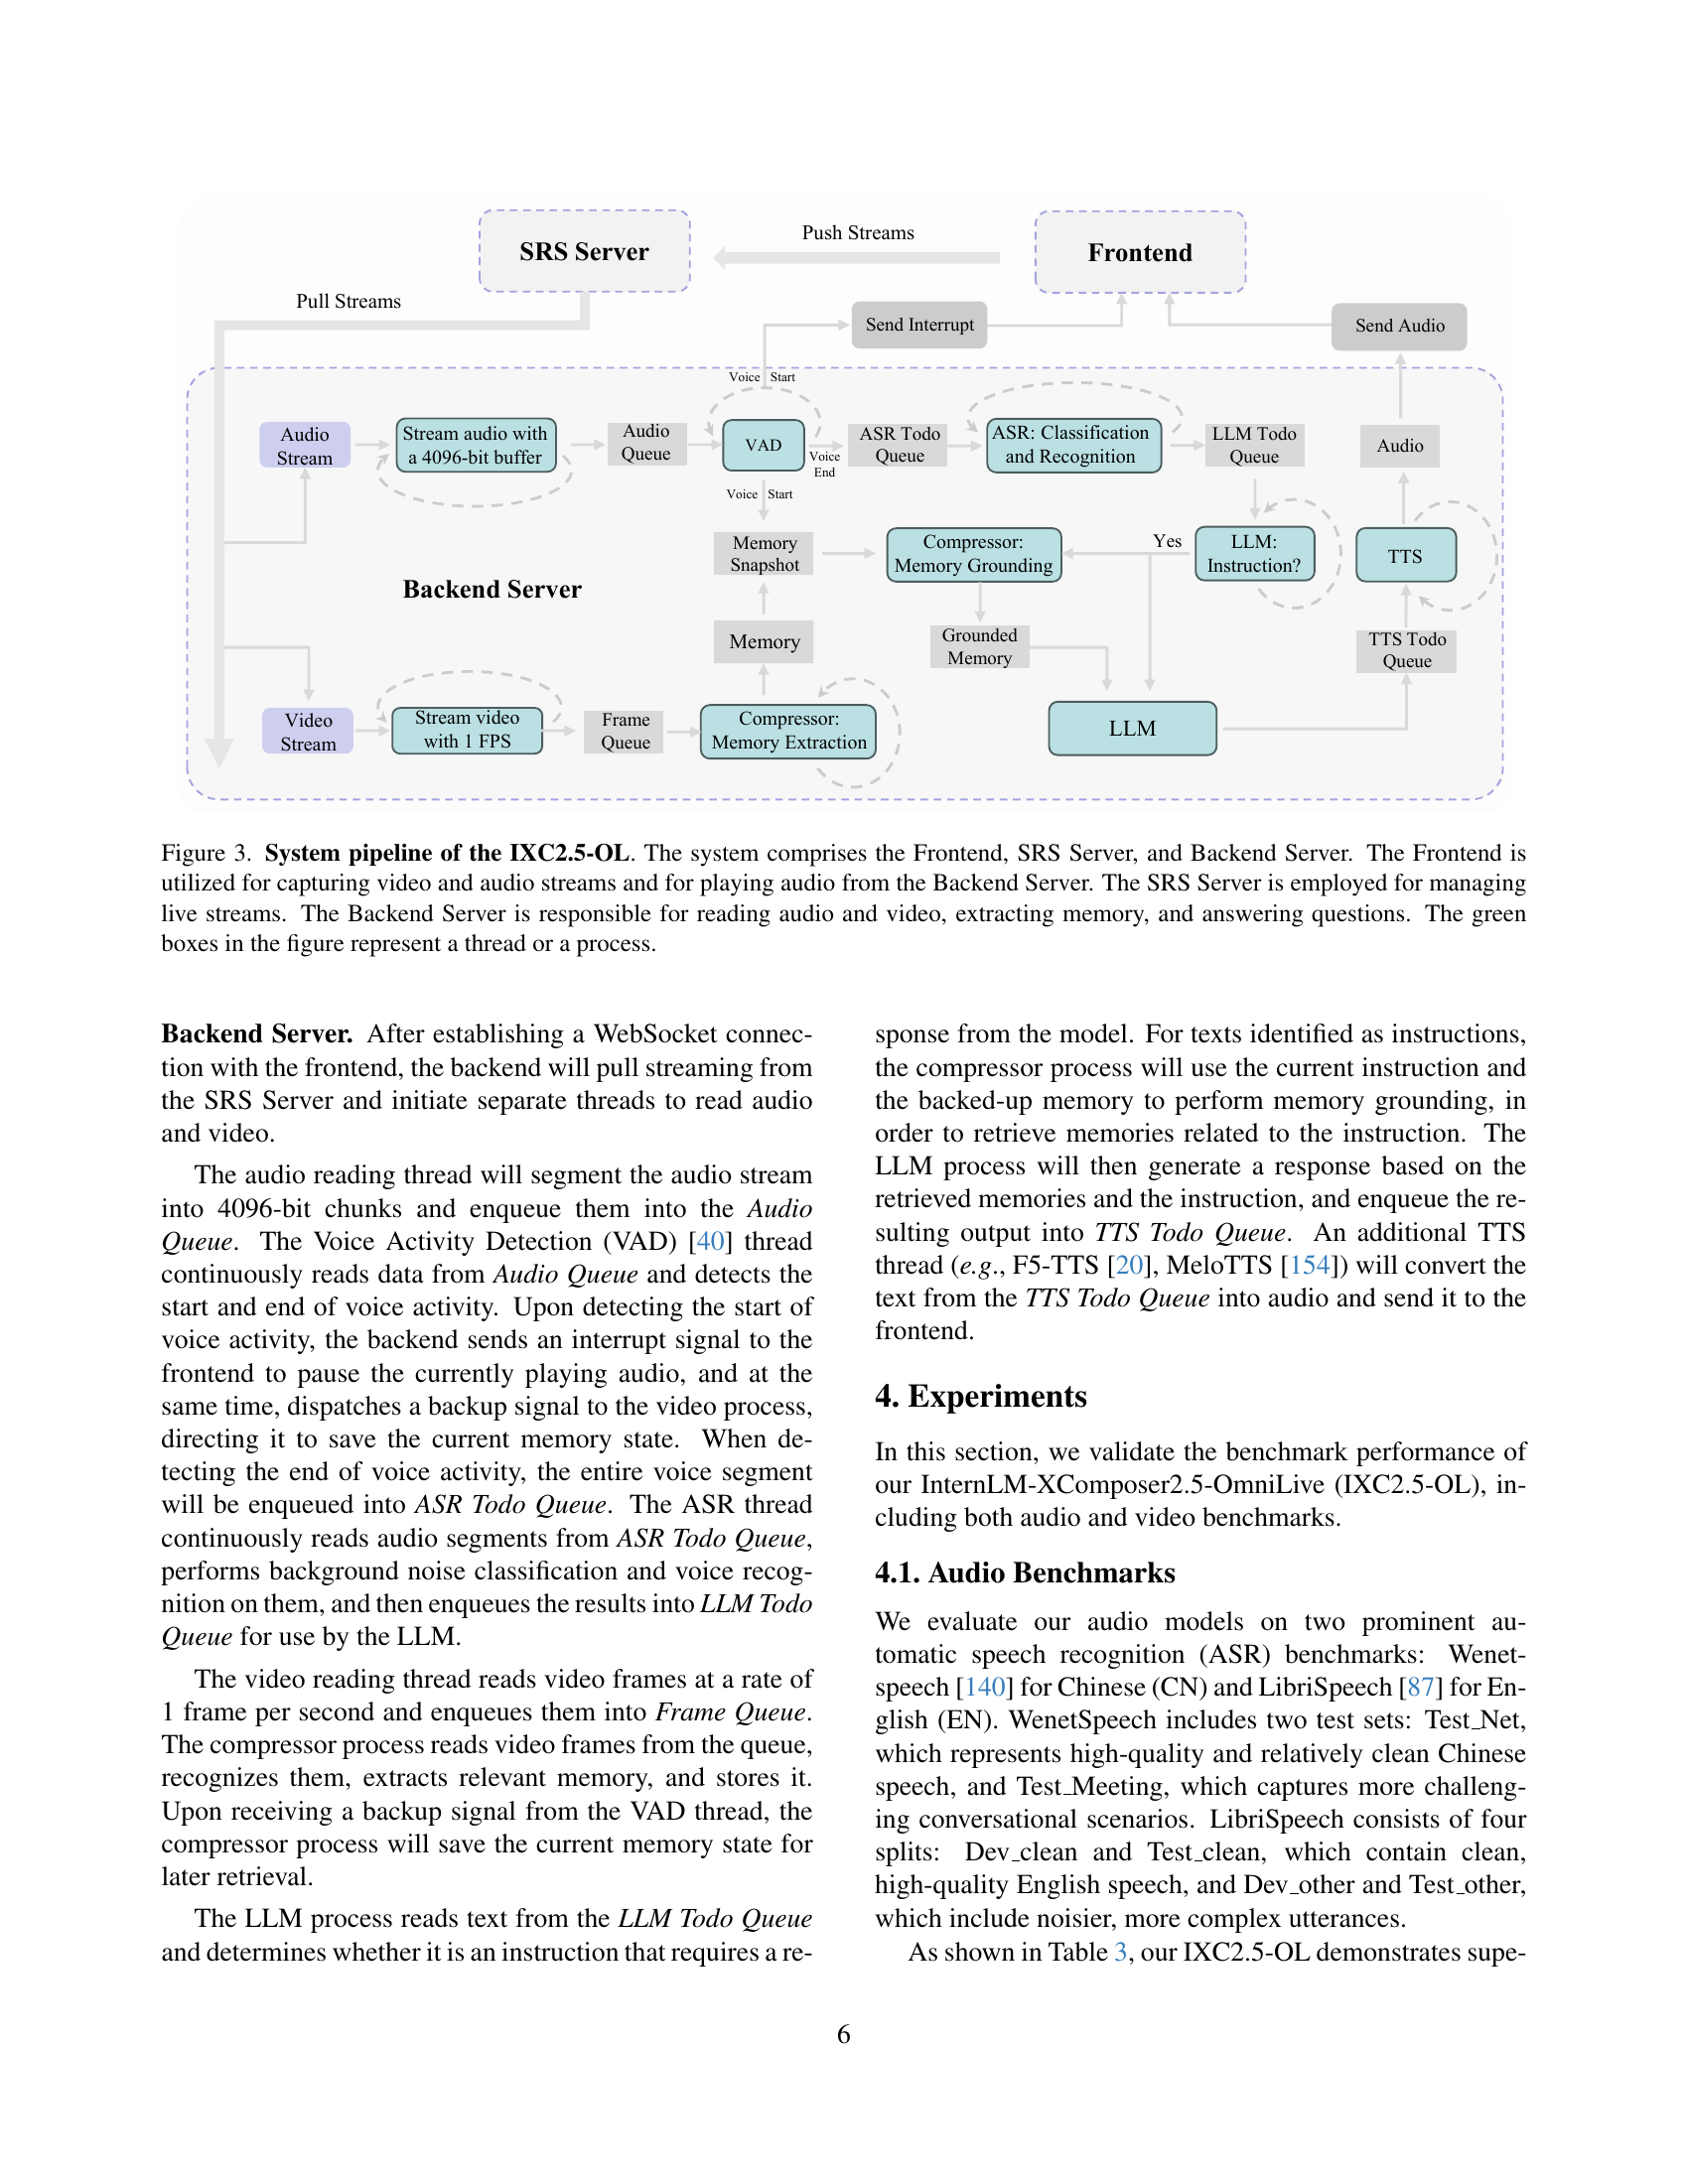 SRS Server
Push Streams
Frontend
Pull Streams
Send Interrupt
Send Audio
Voice Start
Audio
Stream
Stream audio with
a 4096-bit buffer
Audio
Queue
VAD
Voice
End
ASR Todo
Queue
ASR: Classification
and Recognition
LLM Todo
Queue
Audio
Voice Start
Memory
Snapshot
Compressor:
Memory Grounding
Yes
LLM:
Instruction?
TTS
Backend Server
Memory
Grounded
Memory
TTS Todo
Queue
Video
Stream
Stream video
with 1 FPS
Frame
Queue
Compressor:
Memory Extraction
LLM
Figure 3. System pipeline of the IXC2.5-OL. The system comprises the Frontend, SRS Server, and Backend Server. The Frontend is
utilized for capturing video and audio streams and for playing audio from the Backend Server. The SRS Server is employed for managing
live streams. The Backend Server is responsible for reading audio and video, extracting memory, and answering questions. The green
boxes in the figure represent a thread or a process.
Backend Server. After establishing a WebSocket connec-
tion with the frontend, the backend will pull streaming from
the SRS Server and initiate separate threads to read audio
and video.
The audio reading thread will segment the audio stream
into 4096-bit chunks and enqueue them into the Audio
Queue. The Voice Activity Detection (VAD) [40] thread
continuously reads data from Audio Queue and detects the
start and end of voice activity. Upon detecting the start of
voice activity, the backend sends an interrupt signal to the
frontend to pause the currently playing audio, and at the
same time, dispatches a backup signal to the video process,
directing it to save the current memory state. When de-
tecting the end of voice activity, the entire voice segment
will be enqueued into ASR Todo Queue. The ASR thread
continuously reads audio segments from ASR Todo Queue,
performs background noise classification and voice recog-
nition on them, and then enqueues the results into LLM Todo
Queue for use by the LLM.
The video reading thread reads video frames at a rate of
1 frame per second and enqueues them into Frame Queue.
The compressor process reads video frames from the queue,
recognizes them, extracts relevant memory, and stores it.
Upon receiving a backup signal from the VAD thread, the
compressor process will save the current memory state for
later retrieval.
The LLM process reads text from the LLM Todo Queue
and determines whether it is an instruction that requires a re-
sponse from the model. For texts identified as instructions,
the compressor process will use the current instruction and
the backed-up memory to perform memory grounding, in
order to retrieve memories related to the instruction. The
LLM process will then generate a response based on the
retrieved memories and the instruction, and enqueue the re-
sulting output into TTS Todo Queue. An additional TTS
thread (e.g., F5-TTS [20], MeloTTS [154]) will convert the
text from the TTS Todo Queue into audio and send it to the
frontend.
4. Experiments
In this section, we validate the benchmark performance of
our InternLM-XComposer2.5-OmniLive (IXC2.5-OL), in-
cluding both audio and video benchmarks.
4.1. Audio Benchmarks
We evaluate our audio models on two prominent au-
tomatic speech recognition (ASR) benchmarks: Wenet-
speech [140] for Chinese (CN) and LibriSpeech [87] for En-
glish (EN). WenetSpeech includes two test sets: Test_Net,
which represents high-quality and relatively clean Chinese
speech, and Test_Meeting, which captures more challeng-
ing conversational scenarios. LibriSpeech consists of four
splits: Dev_clean and Test_clean, which contain clean,
high-quality English speech, and Dev_other and Test_other,
which include noisier, more complex utterances.
As shown in Table 3, our IXC2.5-OL demonstrates supe-
6